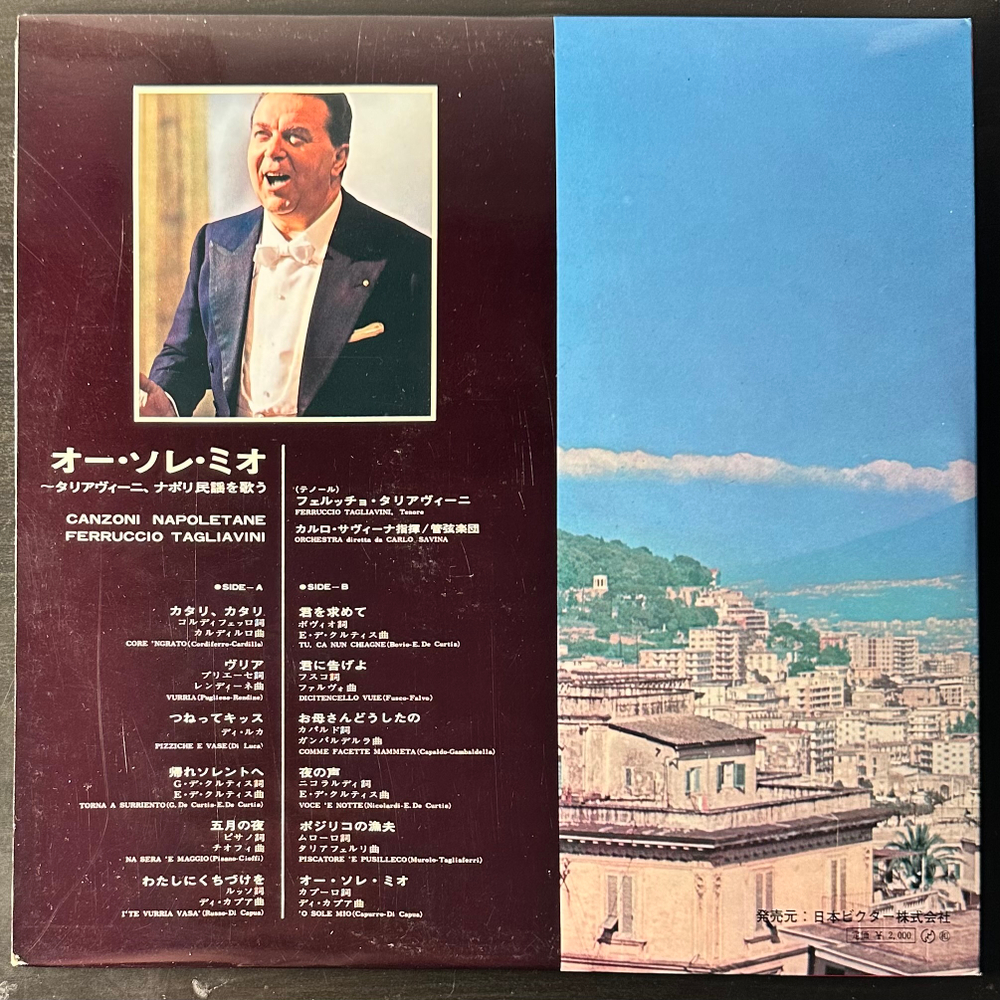 オー・ソレ・ミオ
〜タリアヴィーニ、ナポリ民謡を歌う
CANZONI NAPOLETANE
FERRUCCIO TAGLIAVINI
(テノール)
フェルッチョ・タリアヴィーニ
FERRUCCIO TAGLIAVINI, Tenore
カルロ・サヴィーナ指揮/管弦楽団
ORCHESTRA diretta da CARLO SAVINA
●SIDE-A
カタリ、カタリ
コルディフェッロ詞
カルディルロ曲
CORE 'NGRATO(Cordiferro-Cardillo)
ヴリア
プリエーセ詞
レンディーネ曲
VURRIA(Pugliese-Rendine)
つねってキッス
ディ・ルカ
PIZZICHE E VASE(Di Luca)
帰れソレントへ
G・デ・クルティス詞
E・デ・クルティス曲
TORNA A SURRIENTO(G. De Curtis-E. De Curtis)
五月の夜
ピサノ詞
チオフィ曲
NA SERA 'E MAGGIO(Pisano-Cioffi)
わたしにくちづけを
ルッソ詞
ディ・カプア曲
I'TE VURRIA VASA'(Russo-Di Capua)
●SIDE-B
君を求めて
ボヴィオ詞
E・デ・クルティス曲
TU, CA NUN CHIAGNE(Bovio-E. De Curtis)
君に告げよ
フスコ詞
ファルヴォ曲
DICITENCELLO VUIE(Fusco-Falvo)
お母さんどうしたの
カパルド詞
ガンバルデルラ曲
COMME FACETTE MAMMETA(Capaldo-Gambaldella)
夜の声
ニコラルディ詞
E・デ・クルティス曲
VOCE 'E NOTTE(Nicolardi-E. De Curtis)
ポジリコの漁夫
ムローロ詞
タリアフェルリ曲
PISCATORE 'E PUSILLECO(Murolo-Tagliaferri)
オー・ソレ・ミオ
カプーロ詞
ディ・カプア曲
'O SOLE MIO(Capurro-Di Capua)
発売元:日本ビクター株式会社
定価 ¥2,000